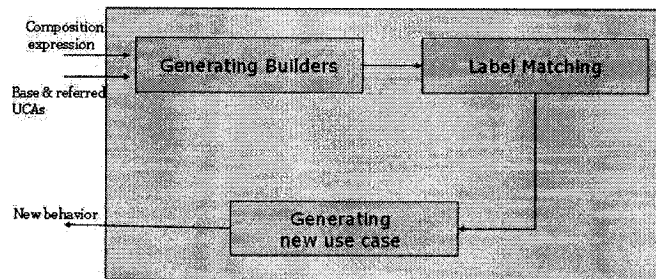 Composition
expression
Generating Builders
Label Matching
Base & referred
UCAs
New behavior
Generating
new use case